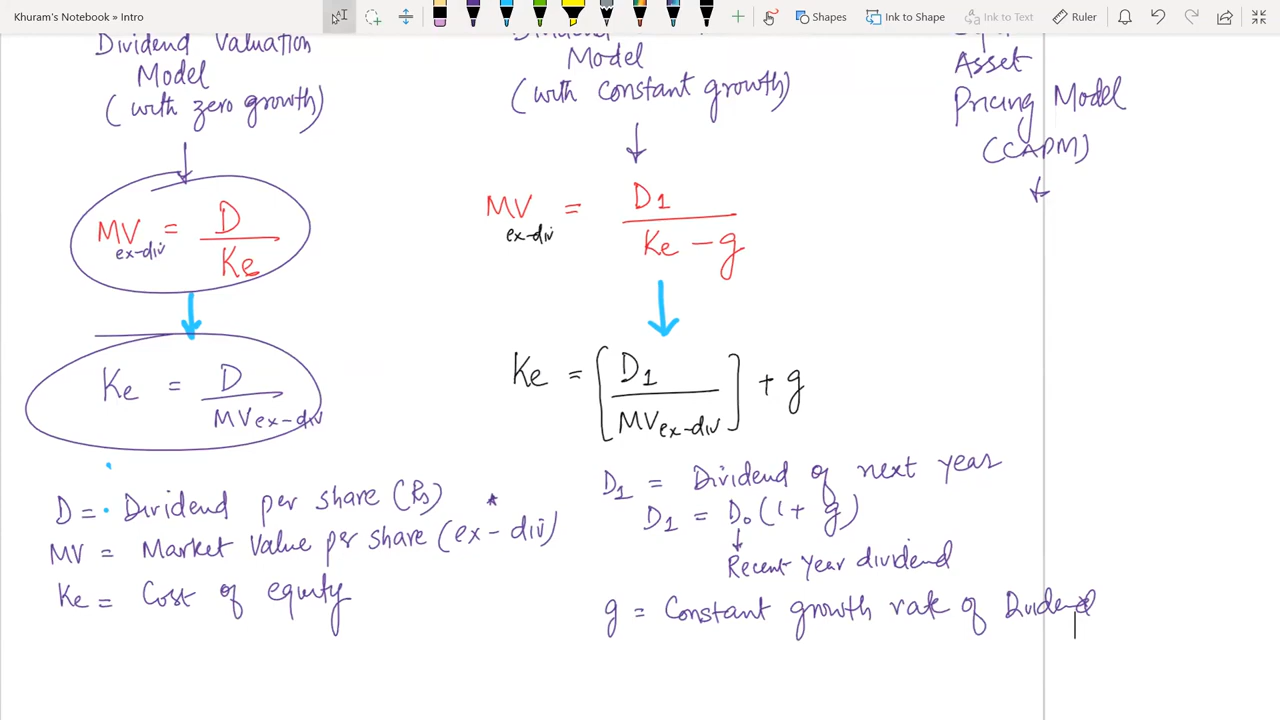 Khuram's Notebook » Intro
Shapes
Ink to Shape
Ink to Text
Ruler
Dividend Valuation
Model
(with zero growth)
MV ex-div = D / Ke
Ke = D / MVex-div
D = Dividend per share (Rs)
MV = Market Value per share (ex-div)
Ke = Cost of equity
Model
(with constant growth)
MV ex-div = D1 / Ke - g
Ke = [D1 / MVex-div] + g
D1 = Dividend of next year
D1 = D0 (1 + g)
Recent year dividend
g = Constant growth rate of Dividend
Asset
Pricing Model
(CAPM)